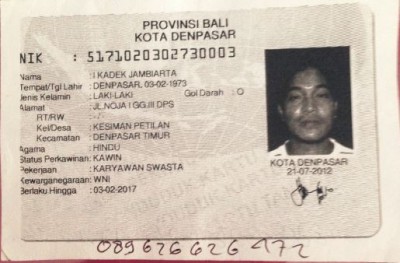 PROVINSI BALI
KOTA DENPASAR
NIK : 5171020302730003
Nama : I KADEK JAMBIARTA
Tempat/Tgl Lahir : DENPASAR, 03-02-1973
Jenis Kelamin : LAKI-LAKI Gol Darah : O
Alamat : JL.NOJA I GG.III DPS
RT/RW : -/-
Kel/Desa : KESIMAN PETILAN
Kecamatan : DENPASAR TIMUR
Agama : HINDU
Status Perkawinan: KAWIN
Pekerjaan : KARYAWAN SWASTA
Kewarganegaraan: WNI
Berlaku Hingga : 03-02-2017
KOTA DENPASAR
21-07-2012
089626626472